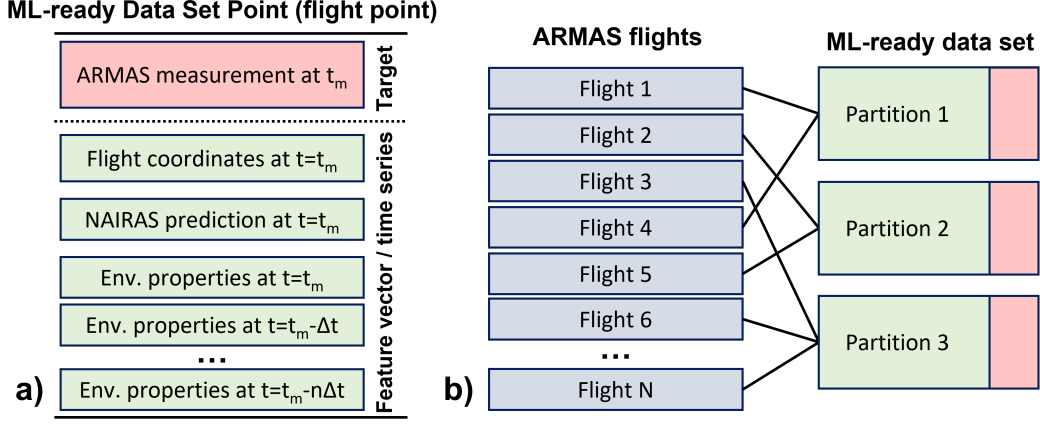 ML-ready Data Set Point (flight point)
ARMAS measurement at tₘ
Target
Flight coordinates at t=tₘ
NAIRAS prediction at t=tₘ
Env. properties at t=tₘ
Env. properties at t=tₘ-Δt
...
Env. properties at t=tₘ-nΔt
Feature vector / time series
a)
ARMAS flights
Flight 1
Flight 2
Flight 3
Flight 4
Flight 5
Flight 6
...
Flight N
b)
ML-ready data set
Partition 1
Partition 2
Partition 3